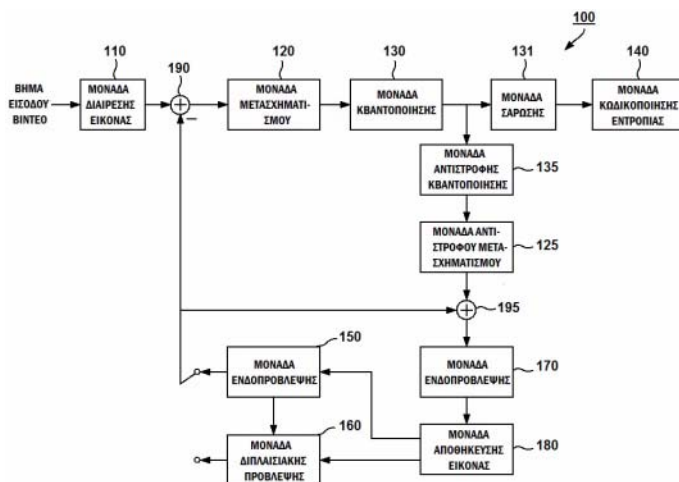 100
110
190
120
130
131
140
ΒΗΜΑ
ΕΙΣΟΔΟΥ
ΒΙΝΤΕΟ
ΜΟΝΑΔΑ
ΔΙΑΙΡΕΣΗΣ
ΕΙΚΟΝΑΣ
ΜΟΝΑΔΑ
ΜΕΤΑΣΧΗΜΑΤΙ-
ΣΜΟΥ
ΜΟΝΑΔΑ
ΚΒΑΝΤΟΠΟΙΗΣΗΣ
ΜΟΝΑΔΑ
ΣΑΡΩΣΗΣ
ΜΟΝΑΔΑ
ΚΩΔΙΚΟΠΟΙΗΣΗΣ
ΕΝΤΡΟΠΙΑΣ
ΜΟΝΑΔΑ
ΑΝΤΙΣΤΡΟΦΗΣ
ΚΒΑΝΤΟΠΟΙΗΣΗΣ
135
ΜΟΝΑΔΑ ΑΝΤΙ-
ΣΤΡΟΦΟΥ ΜΕΤΑ-
ΣΧΗΜΑΤΙΣΜΟΥ
125
195
150
ΜΟΝΑΔΑ
ΕΝΔΟΠΡΟΒΛΕΨΗΣ
ΜΟΝΑΔΑ
ΕΝΔΟΠΡΟΒΛΕΨΗΣ
170
160
ΜΟΝΑΔΑ
ΔΙΠΛΑΙΣΙΑΚΗΣ
ΠΡΟΒΛΕΨΗΣ
ΜΟΝΑΔΑ
ΑΠΟΘΗΚΕΥΣΗΣ
ΕΙΚΟΝΑΣ
180